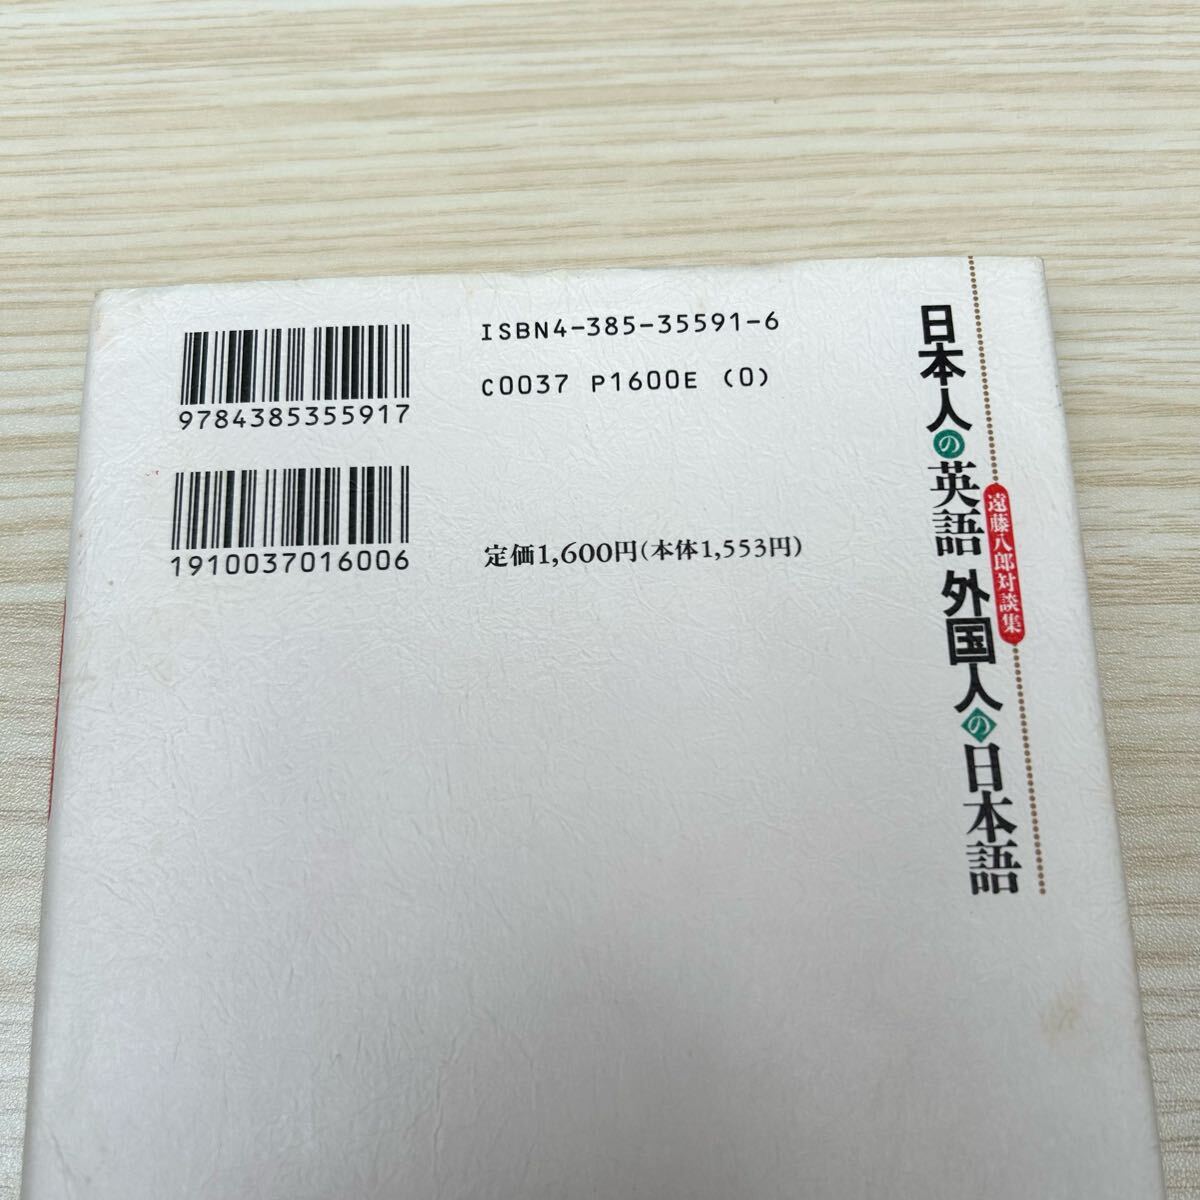 ISBN4-385-35591-6
C0037 P1600E (0)
9784385355917
1910037016006
定価1,600円(本体1,553円)
日本人の英語 外国人の日本語
遠藤八郎対談集